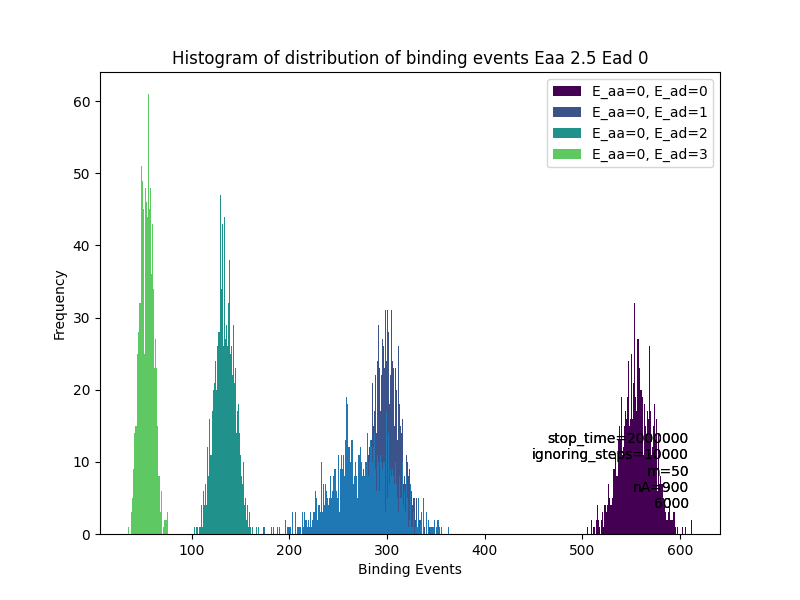 Histogram of distribution of binding events Eaa 2.5 Ead 0
E_aa=0, E_ad=0
E_aa=0, E_ad=1
E_aa=0, E_ad=2
E_aa=0, E_ad=3
60
50
40
30
20
10
0
Frequency
stop_time=2000000
ignoring_steps=10000
m=50
nA=900
6000
100 200 300 400 500 600
Binding Events